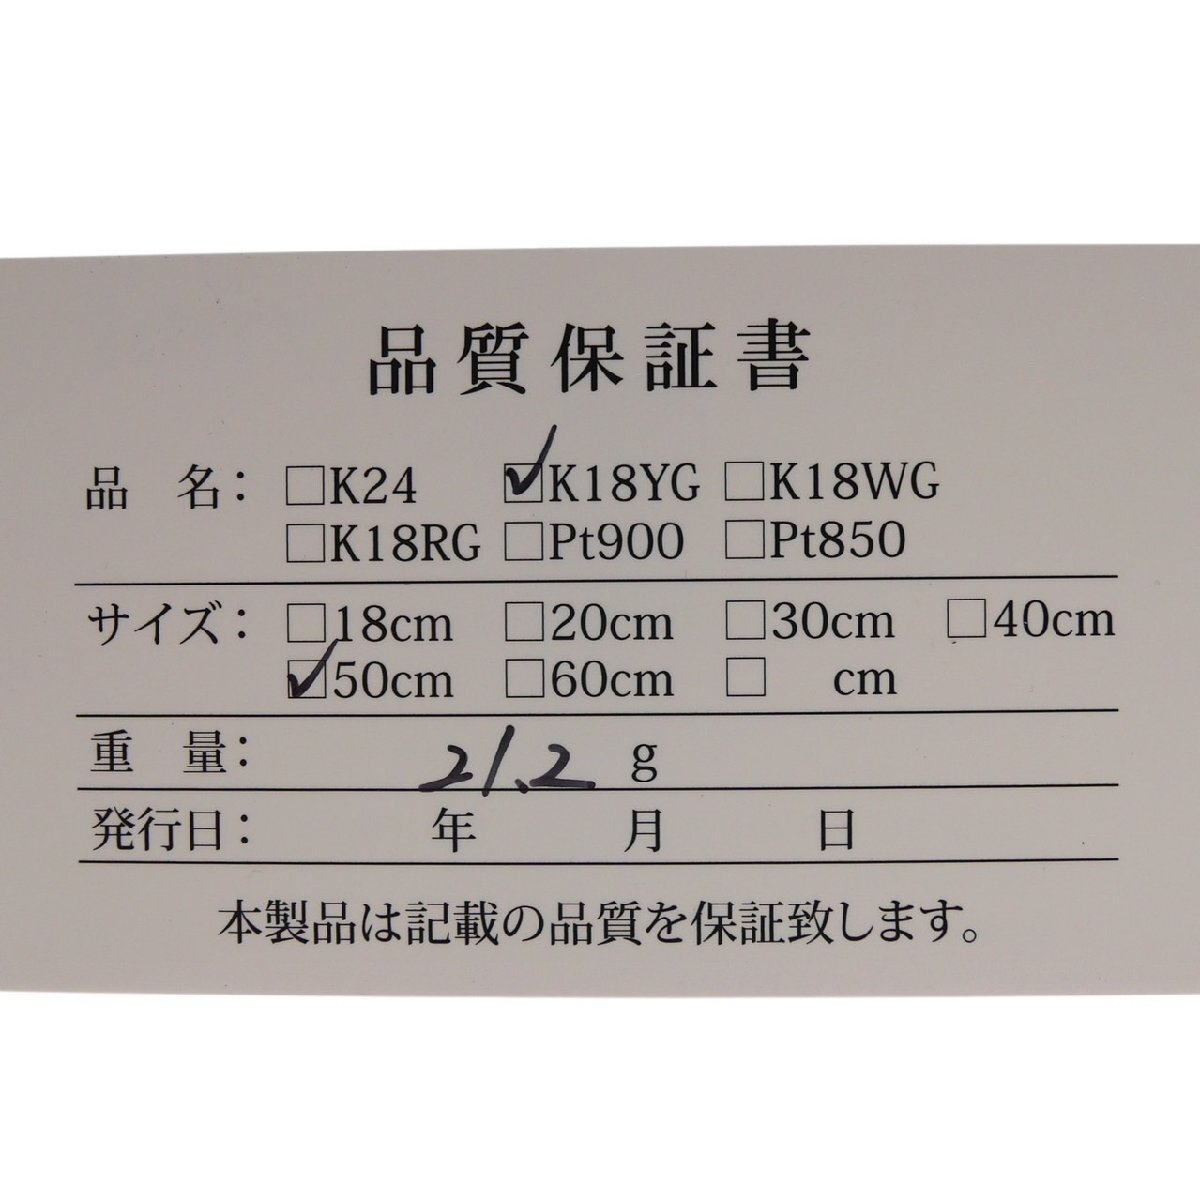 品質保証書
品 名： □K24 ☑K18YG □K18WG
□K18RG □Pt900 □Pt850
サイズ： □18cm □20cm □30cm □40cm
☑50cm □60cm □ cm
重 量： 21.2 g
発行日： 年 月 日
本製品は記載の品質を保証致します。